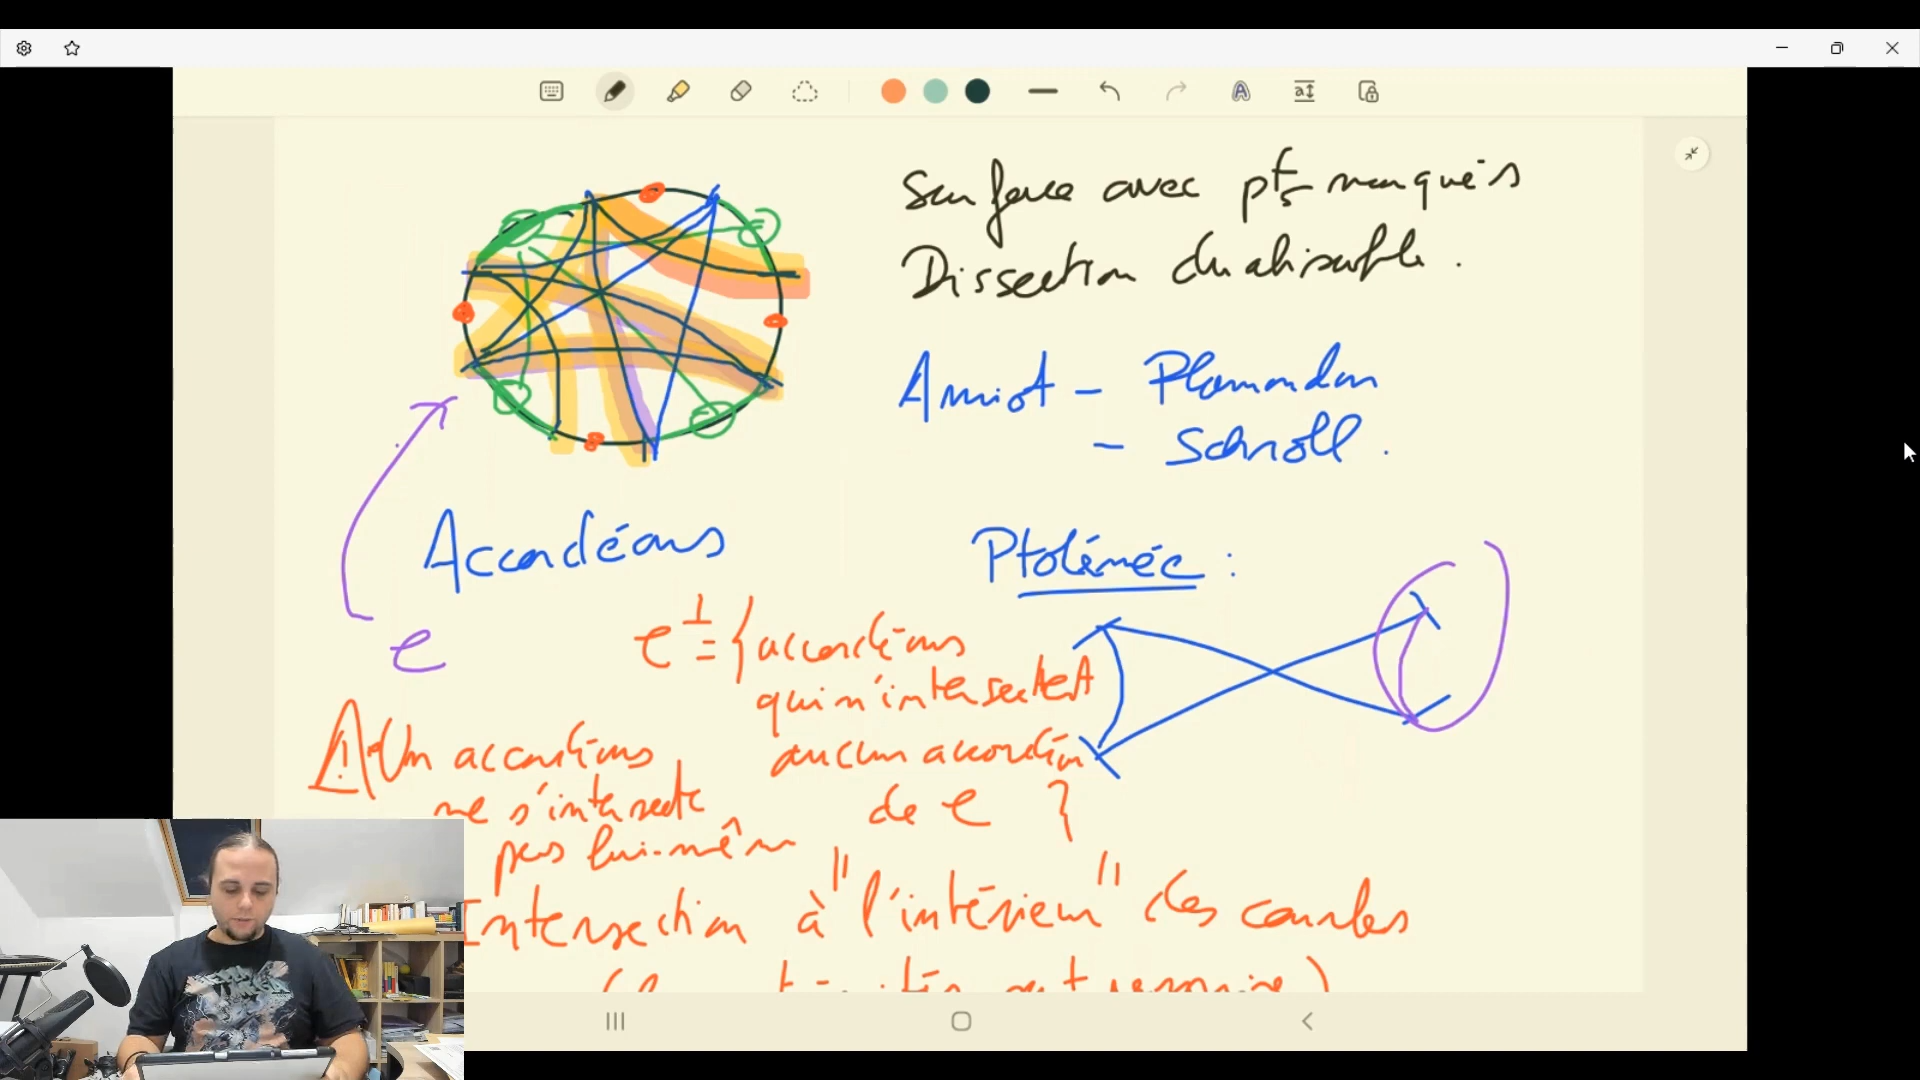 Surface avec pts marqués
Dissection dualisable.
Amiot - Plamondon
- Schroll.
Accordéons
Ptolémée :
e
e⊥ = { accordéons
qui n'intersectent
aucun accordéon
de e }
! Un accordéons
ne s'intersecte
pas lui-même
Intersection à "l'intérieur" des courbes